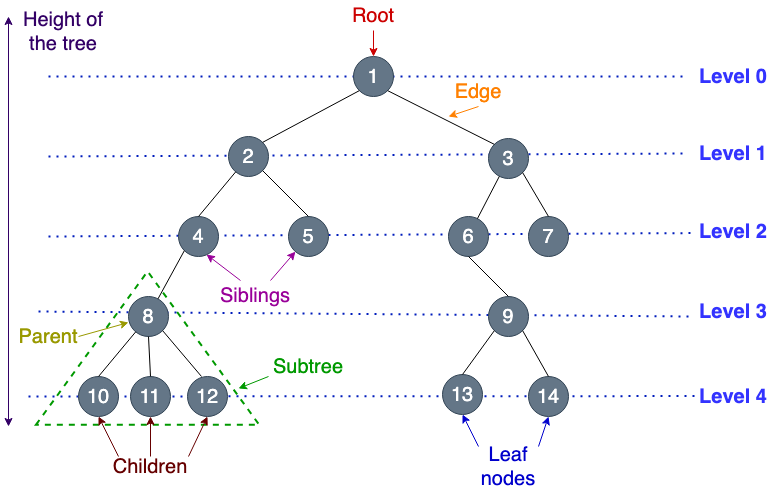 Root
Height of
the tree
1
Level 0
Edge
2
3
Level 1
4
5
6
7
Level 2
Siblings
8
9
Level 3
Parent
Subtree
10
11
12
13
14
Level 4
Children
Leaf
nodes